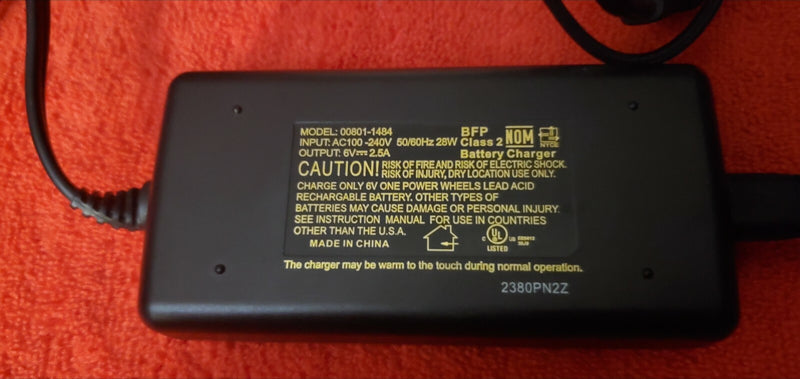 MODEL: 00801-1484
INPUT: AC100 -240V 50/60Hz 28W
OUTPUT: 6V⎓ 2.5A
BFP
Class 2
Battery Charger
NOM
NYCE
CAUTION! RISK OF FIRE AND RISK OF ELECTRIC SHOCK.
RISK OF INJURY, DRY LOCATION USE ONLY.
CHARGE ONLY 6V ONE POWER WHEELS LEAD ACID
RECHARGABLE BATTERY. OTHER TYPES OF
BATTERIES MAY CAUSE DAMAGE OR PERSONAL INJURY.
SEE INSTRUCTION MANUAL FOR USE IN COUNTRIES
OTHER THAN THE U.S.A.
MADE IN CHINA
C UL US
LISTED
The charger may be warm to the touch during normal operation.
2380PN2Z